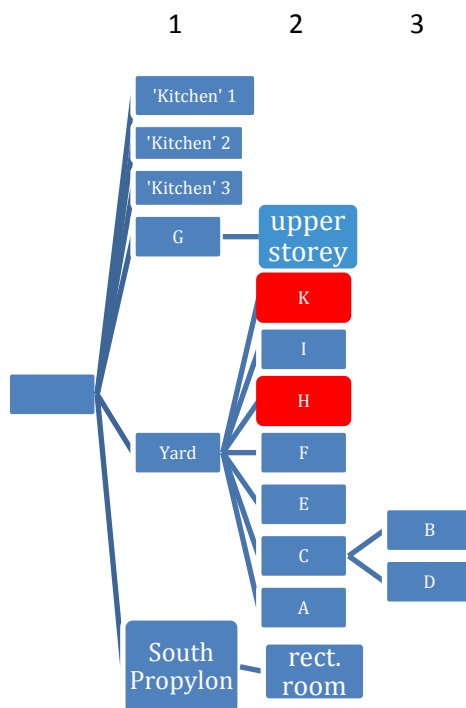 1 2 3
'Kitchen' 1
'Kitchen' 2
'Kitchen' 3
G
upper
storey
K
I
H
Yard
F
E
B
C
D
A
South
Propylon
rect.
room